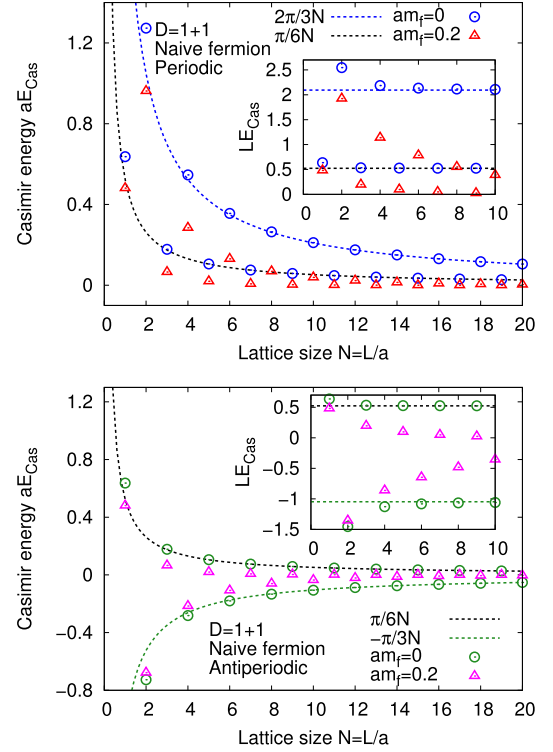 Casimir energy aE_Cas
1.2
0.8
0.4
0
D=1+1
Naive fermion
Periodic
2π/3N
π/6N
am_f=0
am_f=0.2
LE_Cas
2.5
2
1.5
1
0.5
0
0 2 4 6 8 10
0 2 4 6 8 10 12 14 16 18 20
Lattice size N=L/a
Casimir energy aE_Cas
1.2
0.8
0.4
0
−0.4
−0.8
LE_Cas
0.5
0
−0.5
−1
−1.5
0 2 4 6 8 10
D=1+1
Naive fermion
Antiperiodic
π/6N
−π/3N
am_f=0
am_f=0.2
0 2 4 6 8 10 12 14 16 18 20
Lattice size N=L/a